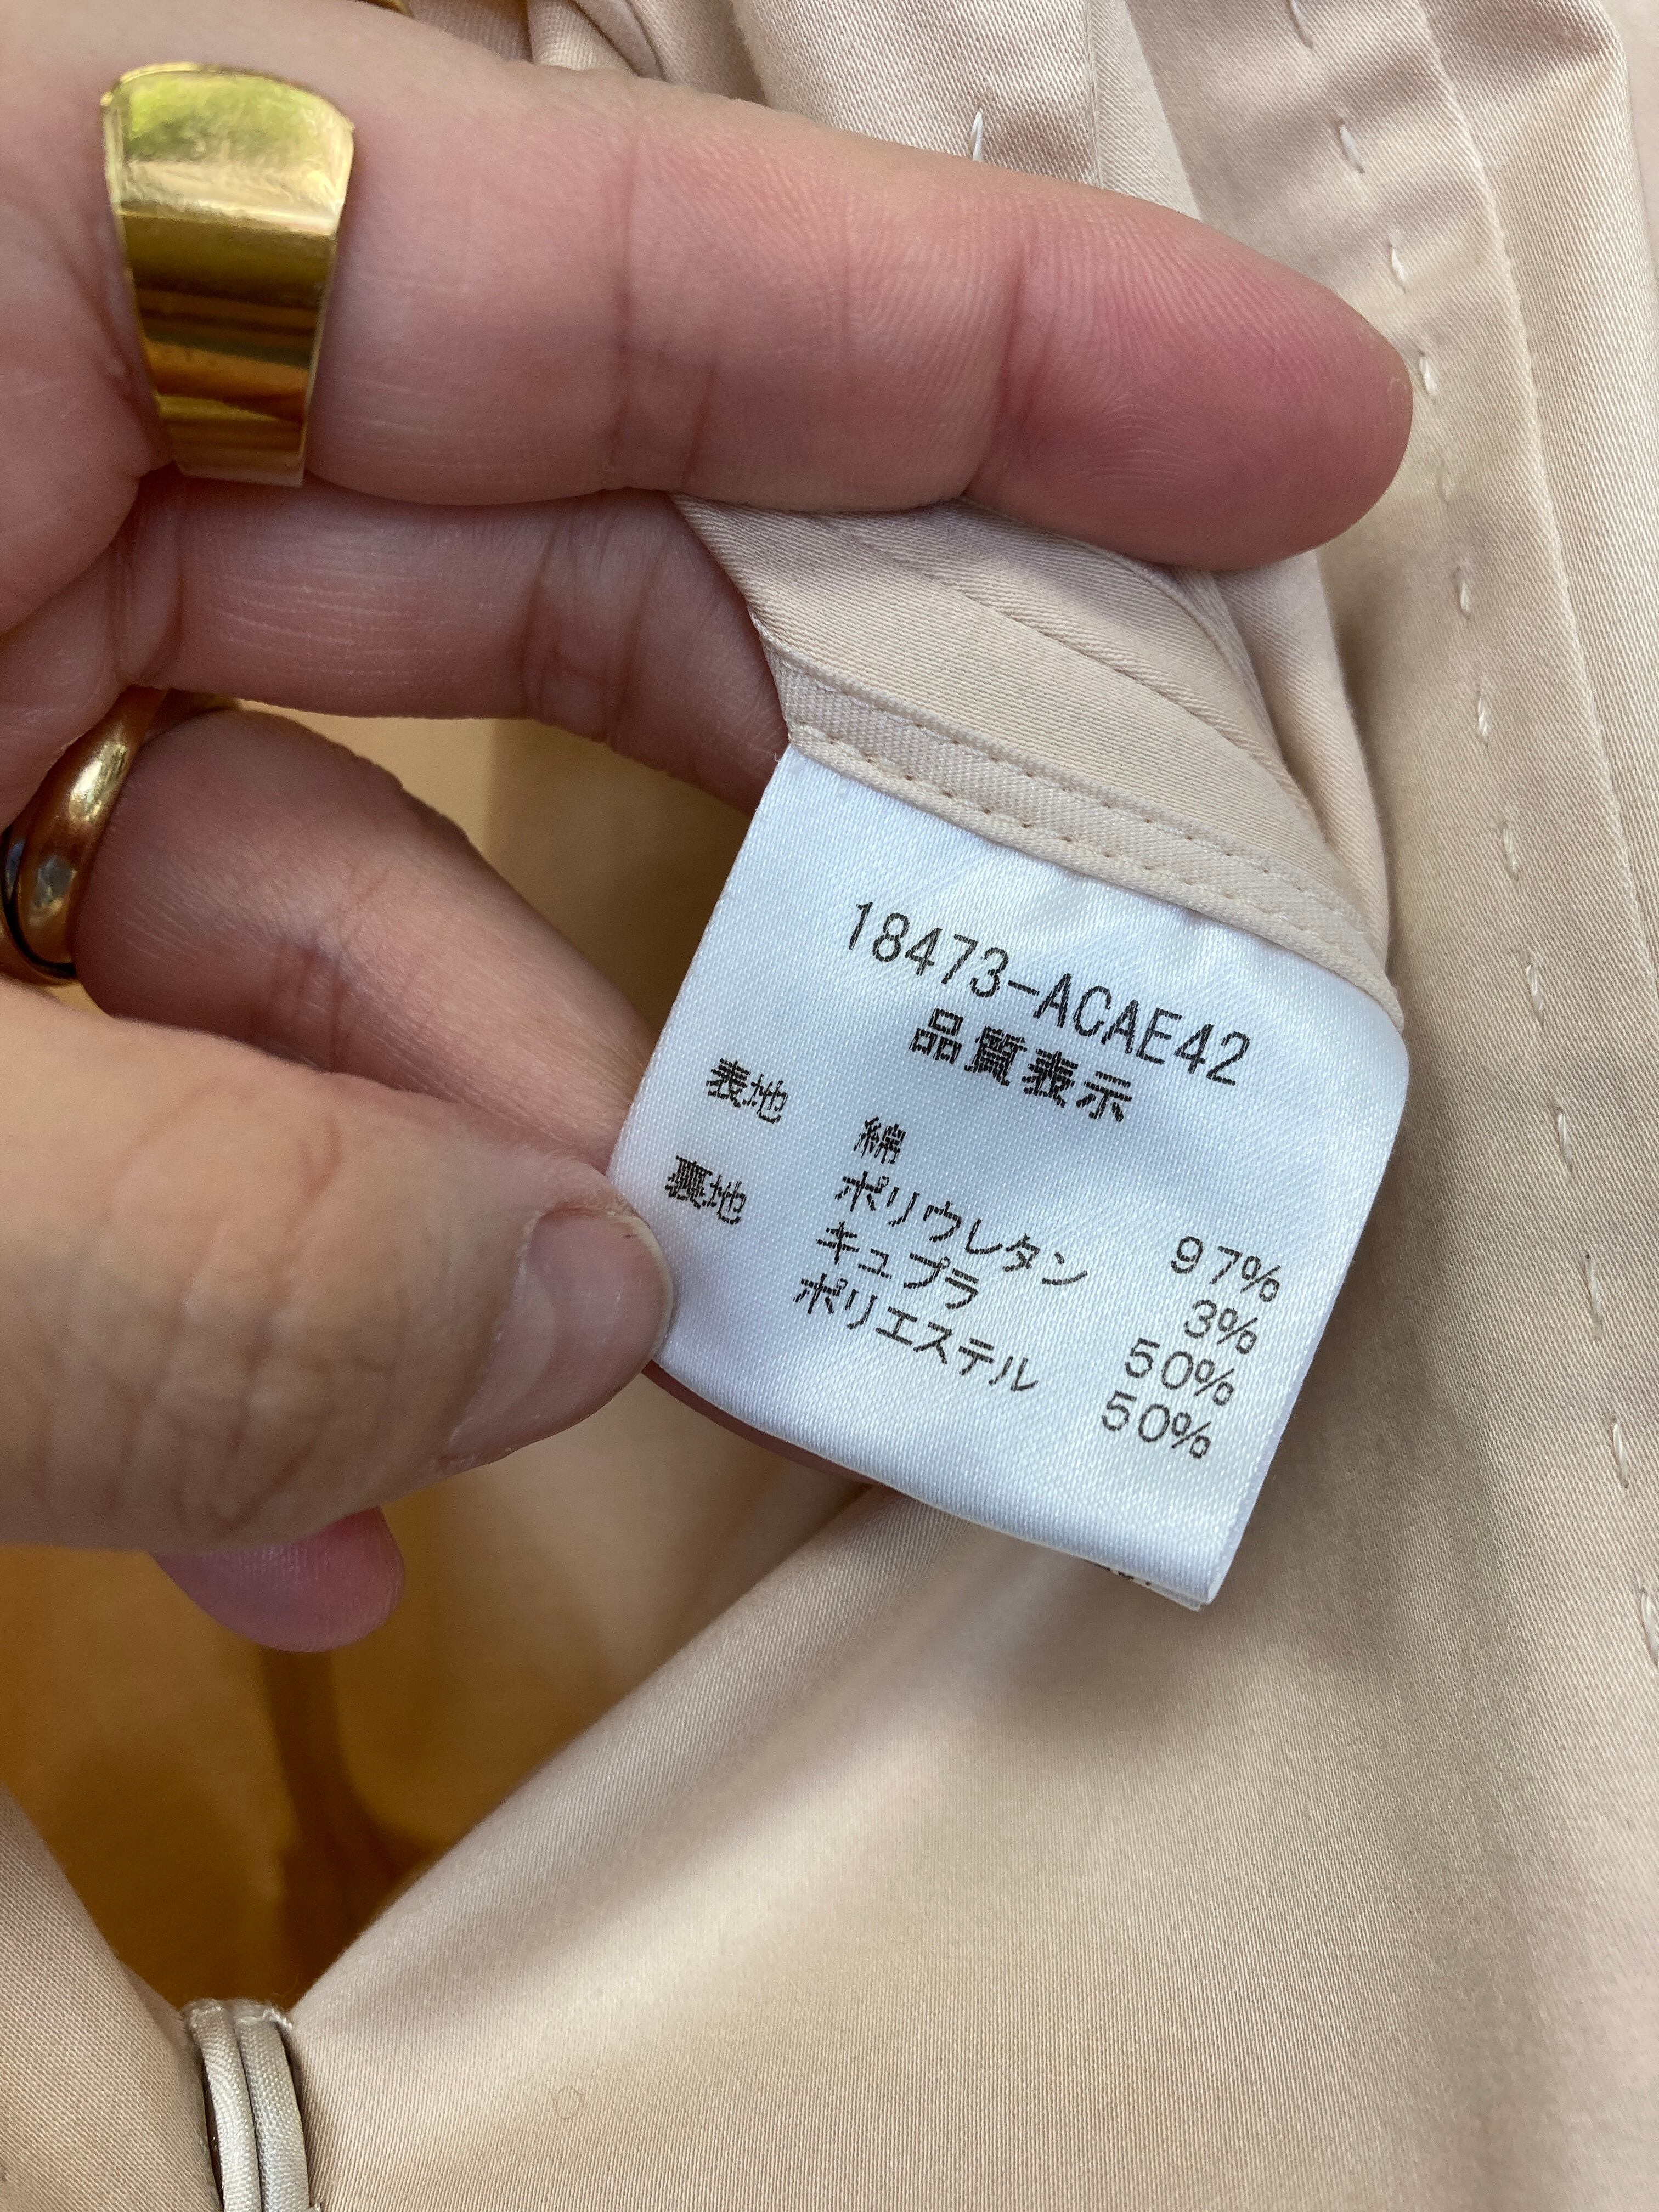 18473-ACAE42
品質表示
表地 綿 97%
ポリウレタン 3%
裏地 キュプラ 50%
ポリエステル 50%